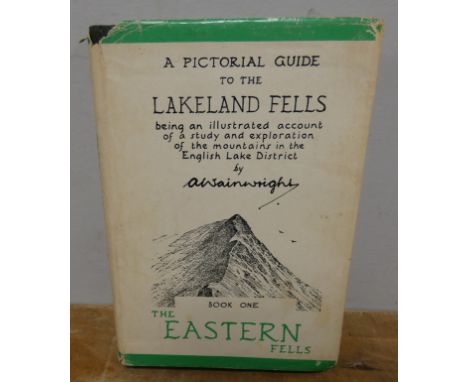 A PICTORIAL GUIDE
TO THE
LAKELAND FELLS
being an illustrated account
of a study and exploration
of the mountains in the
English Lake District
by
AWainwright
BOOK ONE
THE
EASTERN
FELLS